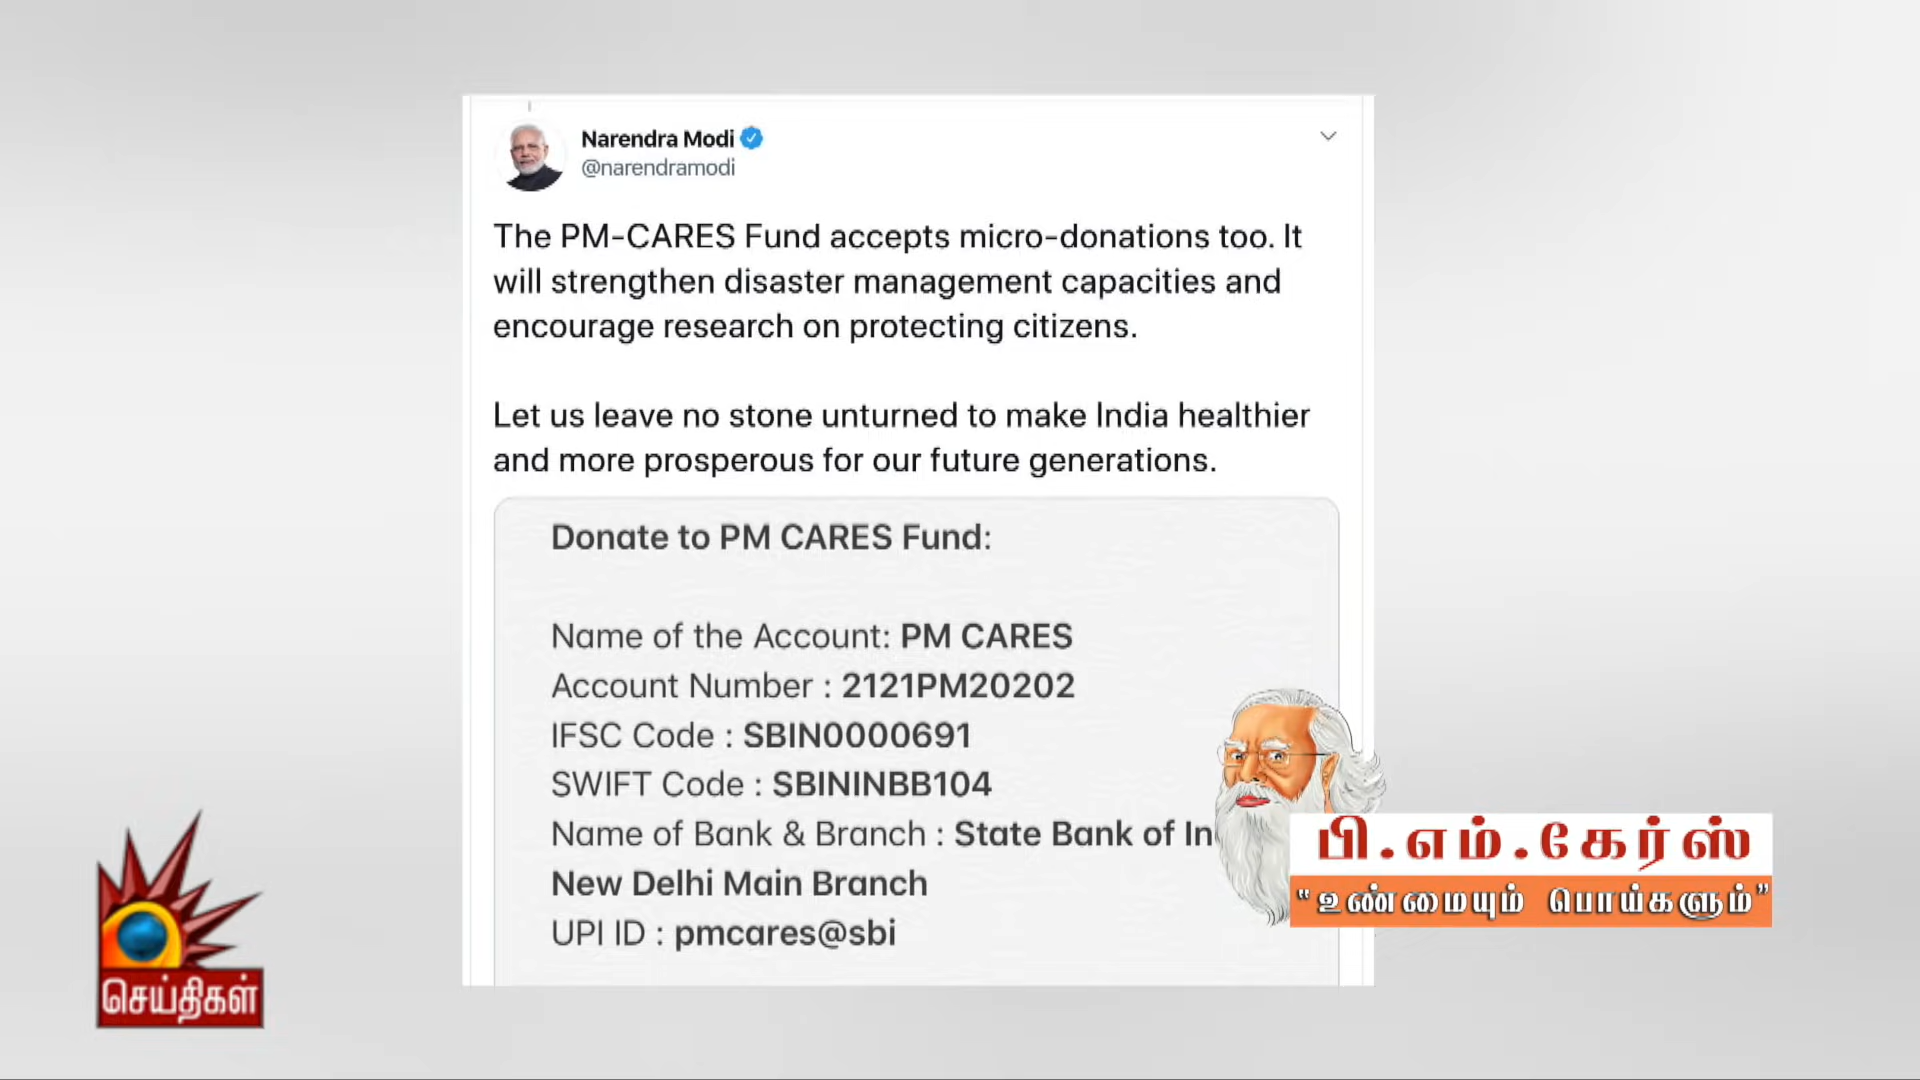 Narendra Modi
@narendramodi
The PM-CARES Fund accepts micro-donations too. It
will strengthen disaster management capacities and
encourage research on protecting citizens.
Let us leave no stone unturned to make India healthier
and more prosperous for our future generations.
Donate to PM CARES Fund:
Name of the Account: PM CARES
Account Number : 2121PM20202
IFSC Code : SBIN0000691
SWIFT Code : SBININBB104
Name of Bank & Branch : State Bank of In
New Delhi Main Branch
UPI ID : pmcares@sbi
பி.எம்.கேர்ஸ்
"உண்மையும் பொய்களும்"
செய்திகள்